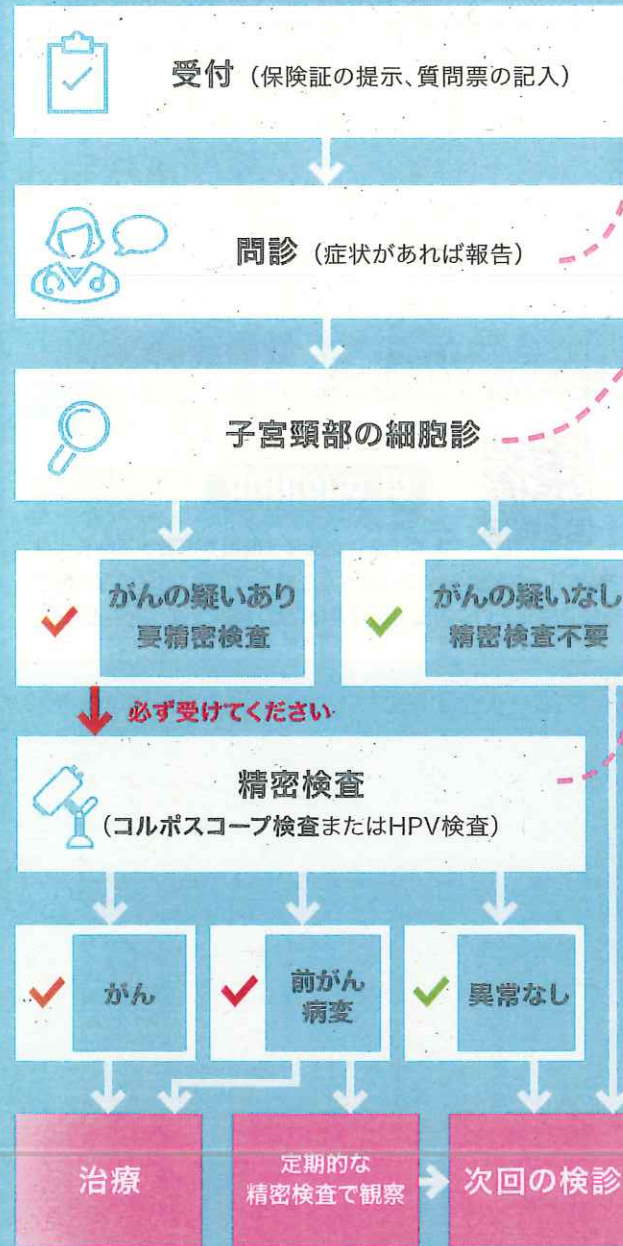 受付（保険証の提示、質問票の記入）
問診（症状があれば報告）
子宮頸部の細胞診
がんの疑いあり
要精密検査
がんの疑いなし
精密検査不要
必ず受けてください
精密検査
（コルポスコープ検査またはHPV検査）
がん
前がん
病変
異常なし
治療
定期的な
精密検査で観察
次回の検診